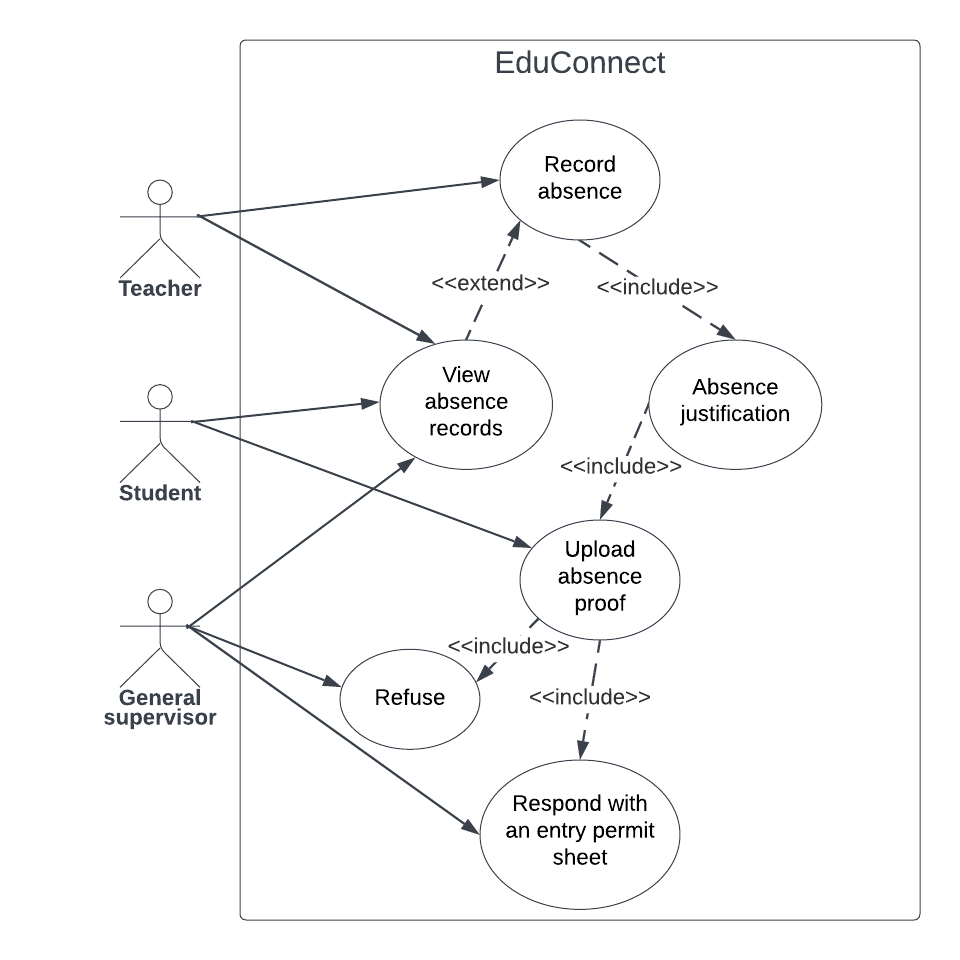 EduConnect
Record
absence
Teacher
<<extend>>
<<include>>
View
absence
records
Absence
justification
Student
<<include>>
Upload
absence
proof
<<include>>
General
supervisor
Refuse
<<include>>
Respond with
an entry permit
sheet